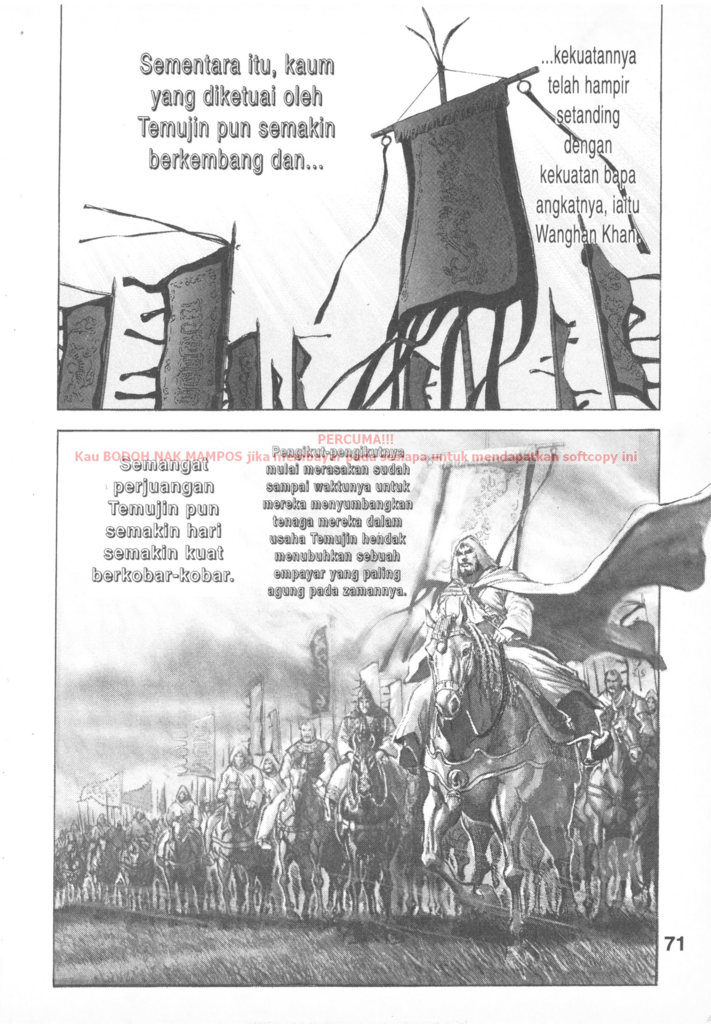 Sementara itu, kaum
yang diketuai oleh
Temujin pun semakin
berkembang dan...
...kekuatannya
telah hampir
setanding
dengan
kekuatan bapa
angkatnya, iaitu
Wanghan Khan.
PERCUMA!!!
Kau BODOH NAK MAMPOS jika membayar pada sesiapa untuk mendapatkan softcopy ini
Semangat
perjuangan
Temujin pun
semakin hari
semakin kuat
berkobar-kobar.
Pengikut-pengikutnya
mulai merasakan sudah
sampai waktunya untuk
mereka menyumbangkan
tenaga mereka dalam
usaha Temujin hendak
menubuhkan sebuah
empayar yang paling
agung pada zamannya.
71